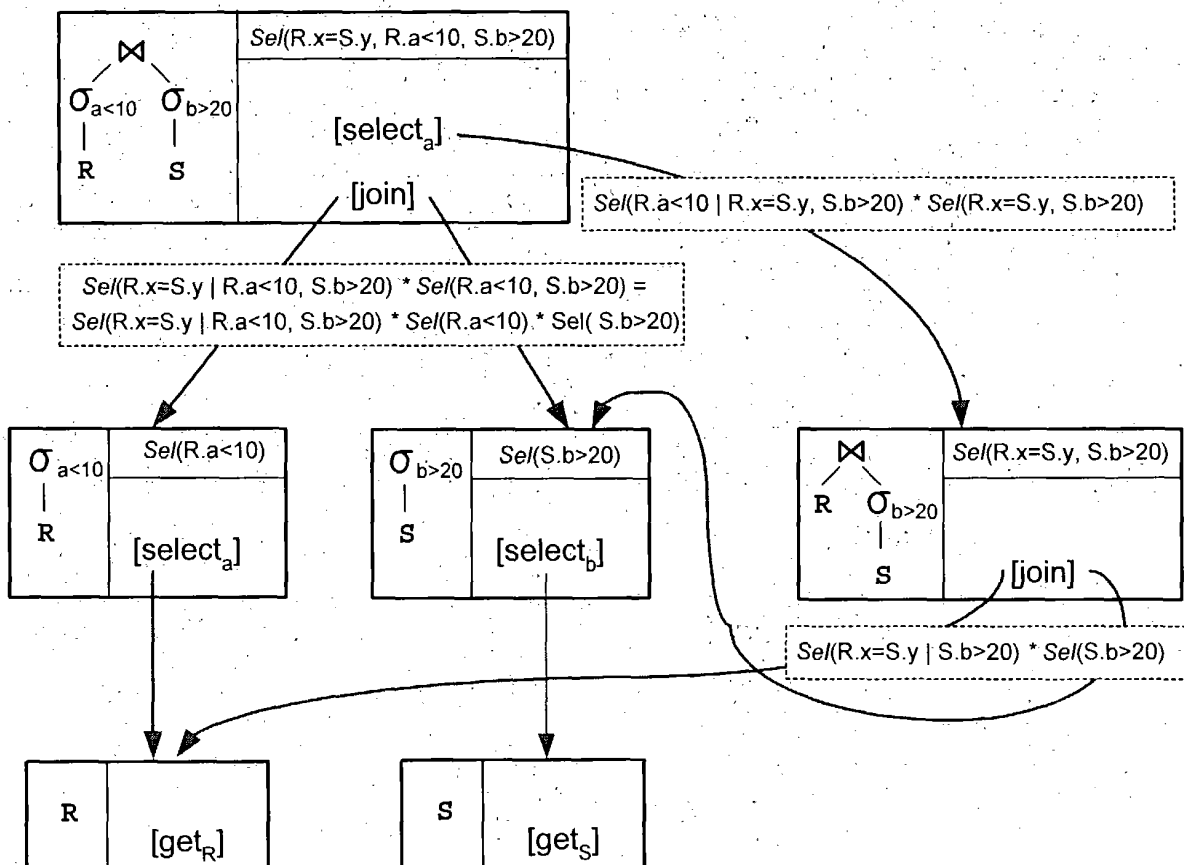 ⋈
Sel(R.x=S.y, R.a<10, S.b>20)
σa<10 σb>20
R S
[selecta]
[join]
Sel(R.a<10 | R.x=S.y, S.b>20) * Sel(R.x=S.y, S.b>20)
Sel(R.x=S.y | R.a<10, S.b>20) * Sel(R.a<10, S.b>20) =
Sel(R.x=S.y | R.a<10, S.b>20) * Sel(R.a<10) * Sel( S.b>20)
σa<10
R
Sel(R.a<10)
[selecta]
σb>20
S
Sel(S.b>20)
[selectb]
⋈
R σb>20
S
Sel(R.x=S.y, S.b>20)
[join]
Sel(R.x=S.y | S.b>20) * Sel(S.b>20)
R
[getR]
S
[getS]